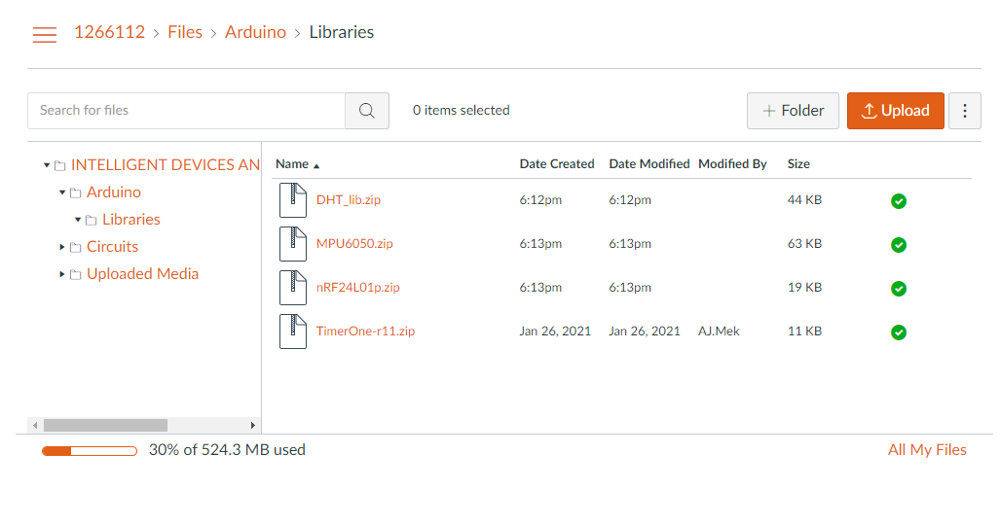 1266112 > Files > Arduino > Libraries
Search for files
0 items selected
+ Folder
Upload
INTELLIGENT DEVICES AN
Arduino
Libraries
Circuits
Uploaded Media
Name Date Created Date Modified Modified By Size
DHT_lib.zip 6:12pm 6:12pm 44 KB
MPU6050.zip 6:13pm 6:13pm 63 KB
nRF24L01p.zip 6:13pm 6:13pm 19 KB
TimerOne-r11.zip Jan 26, 2021 Jan 26, 2021 AJ.Mek 11 KB
30% of 524.3 MB used
All My Files